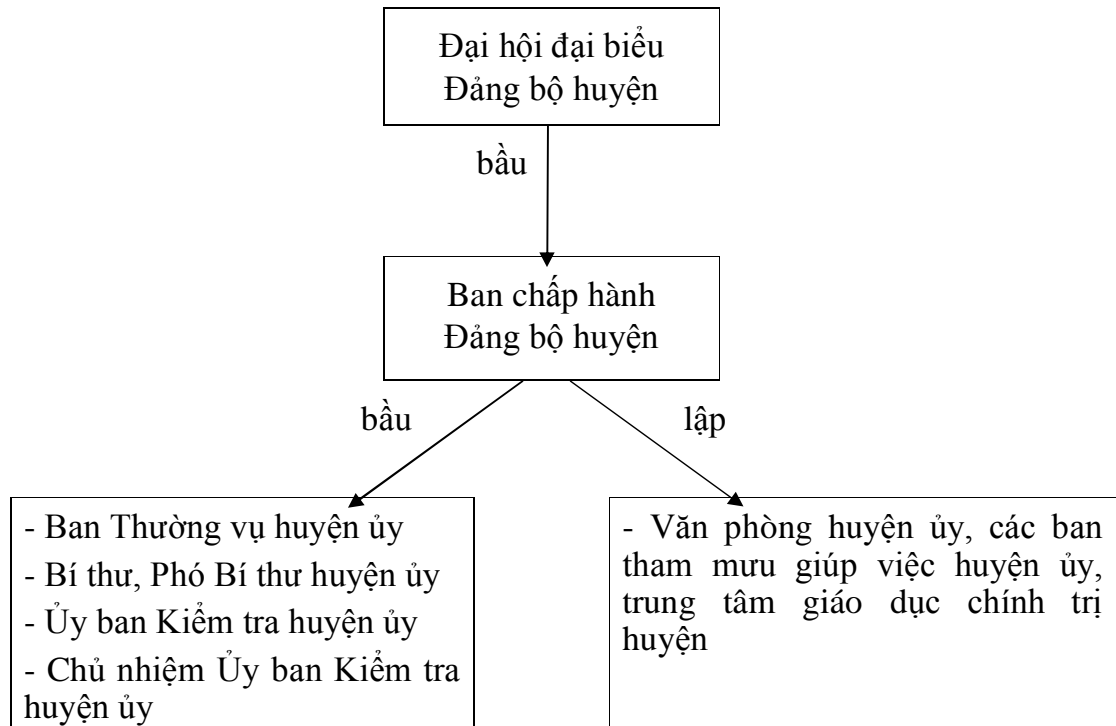 Đại hội đại biểu
Đảng bộ huyện
bầu
Ban chấp hành
Đảng bộ huyện
bầu
lập
- Ban Thường vụ huyện ủy
- Bí thư, Phó Bí thư huyện ủy
- Ủy ban Kiểm tra huyện ủy
- Chủ nhiệm Ủy ban Kiểm tra
huyện ủy
- Văn phòng huyện ủy, các ban
tham mưu giúp việc huyện ủy,
trung tâm giáo dục chính trị
huyện